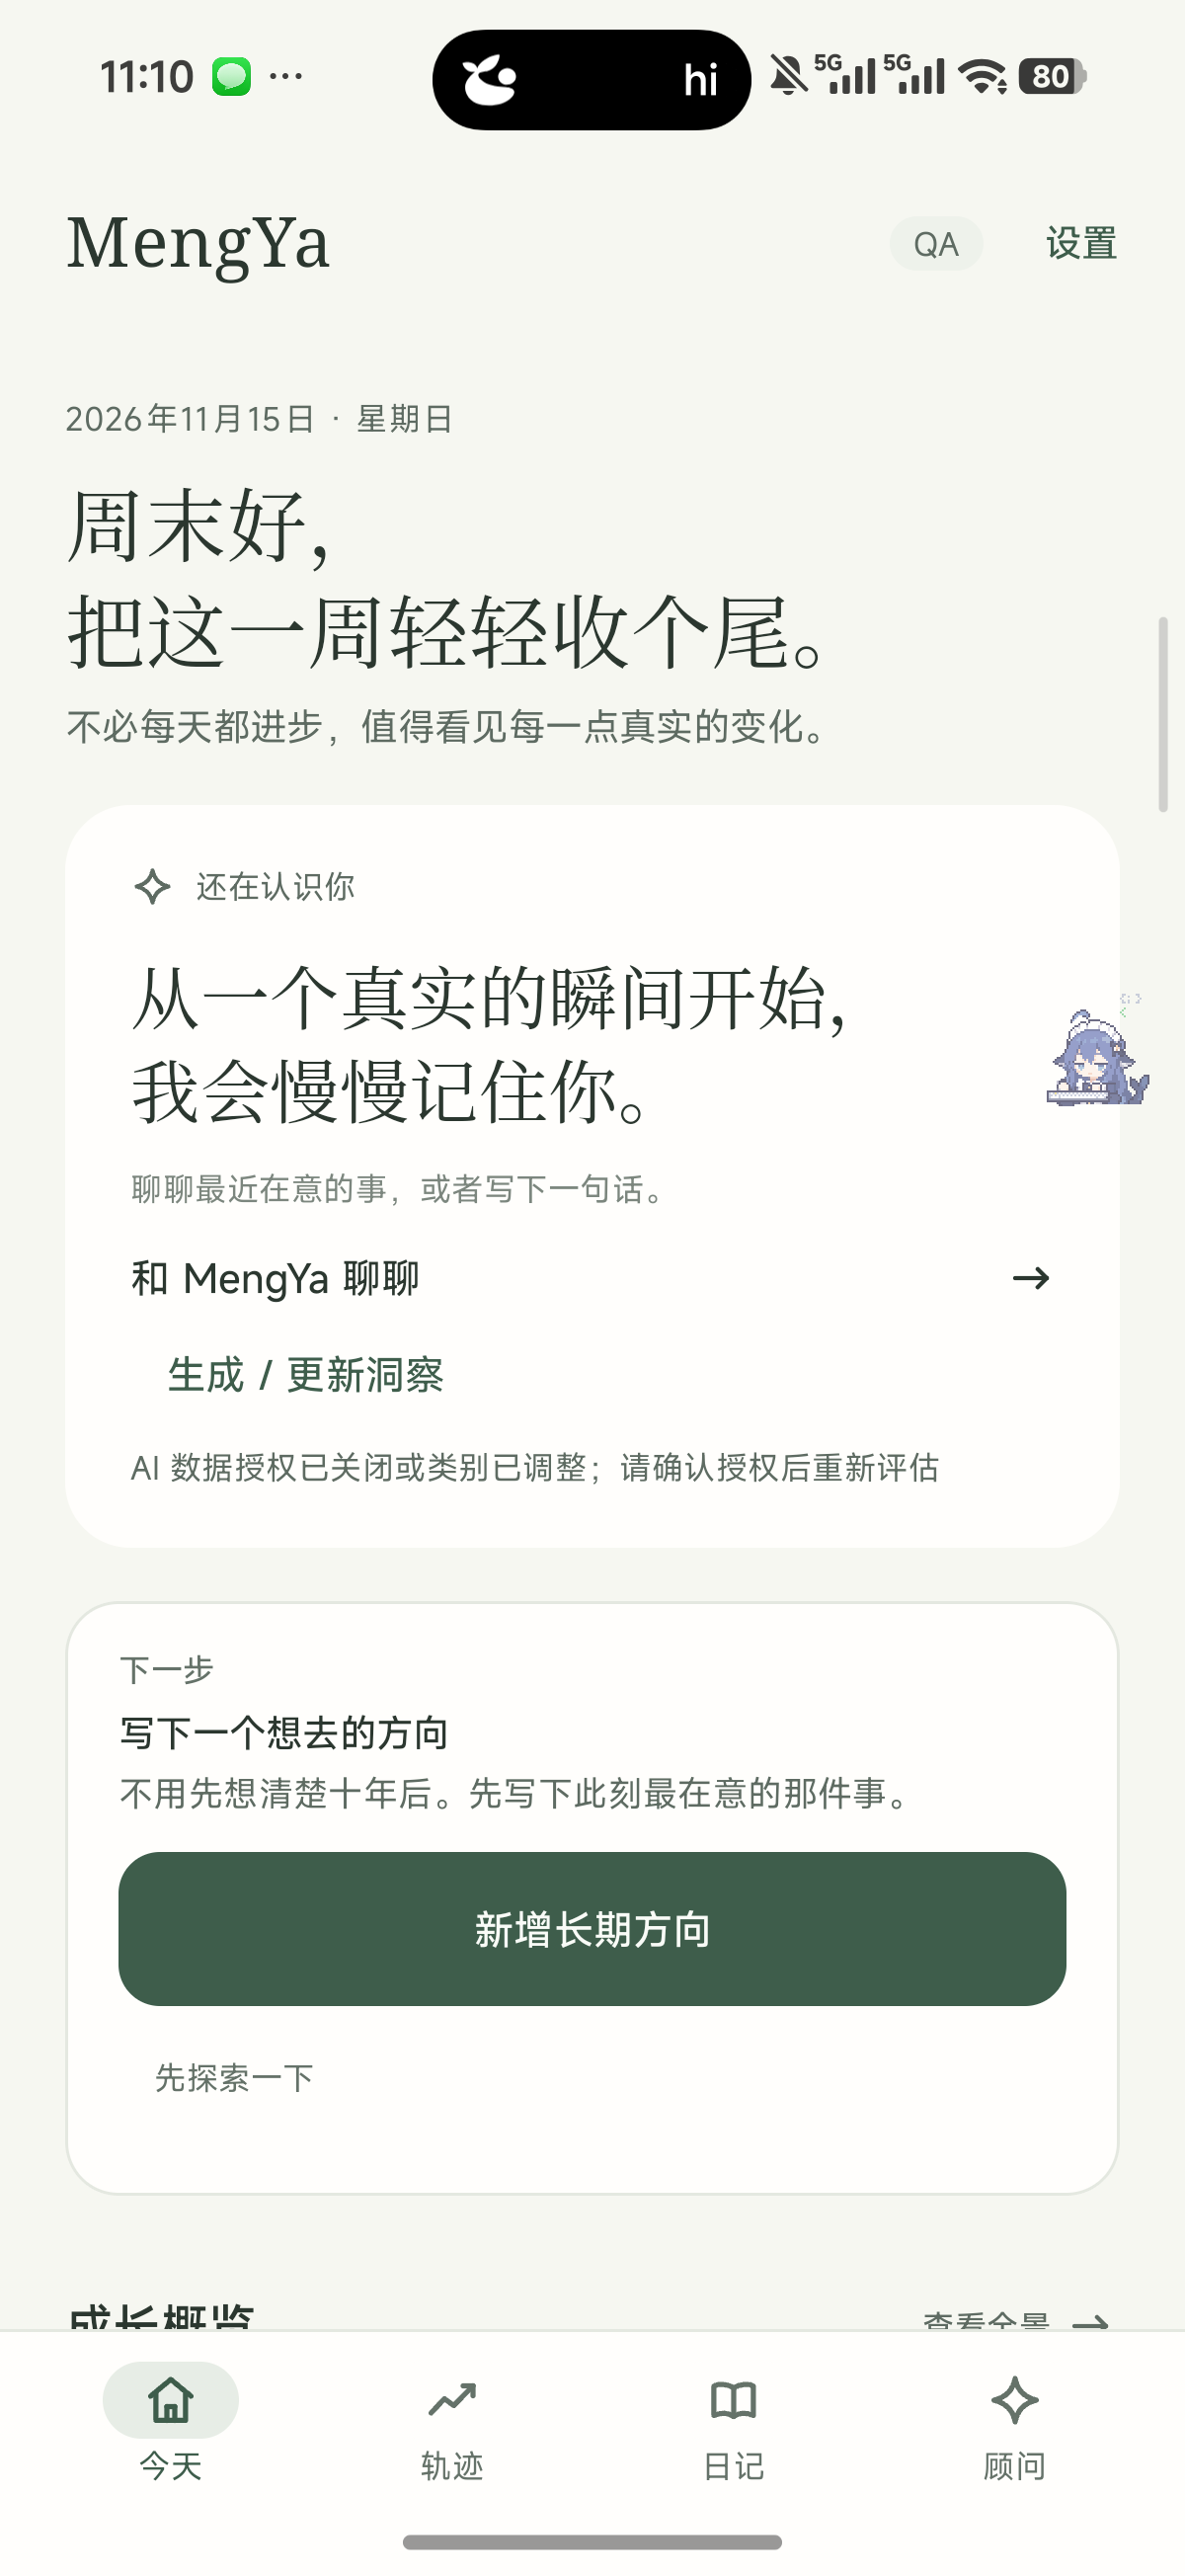 11:10 ···
hi
5G 5G 80
MengYa
QA 设置
2026年11月15日 · 星期日
周末好，
把这一周轻轻收个尾。
不必每天都进步，值得看见每一点真实的变化。
还在认识你
从一个真实的瞬间开始，
我会慢慢记住你。
聊聊最近在意的事，或者写下一句话。
和 MengYa 聊聊 →
生成 / 更新洞察
AI 数据授权已关闭或类别已调整；请确认授权后重新评估
下一步
写下一个想去的方向
不用先想清楚十年后。先写下此刻最在意的那件事。
新增长期方向
先探索一下
成长概览 查看全景 →
今天 轨迹 日记 顾问